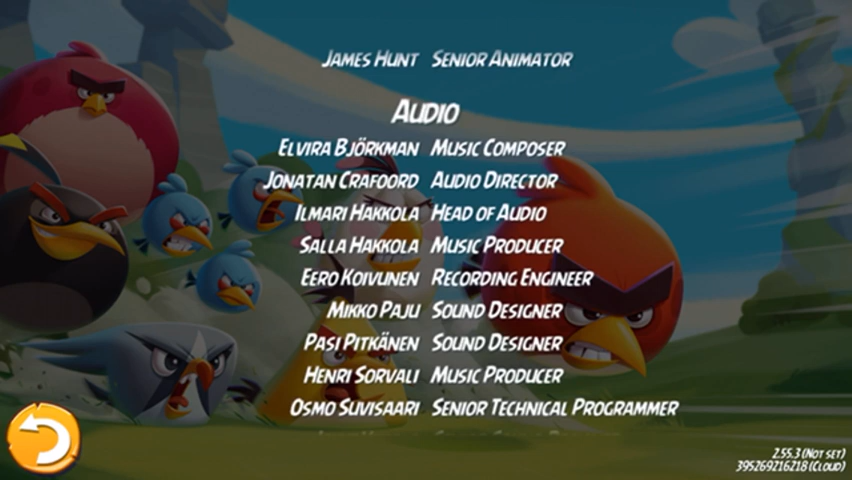 James Hunt Senior Animator
Audio
Elvira Björkman Music Composer
Jonatan Crafoord Audio Director
Ilmari Hakkola Head of Audio
Salla Hakkola Music Producer
Eero Koivunen Recording Engineer
Mikko Paju Sound Designer
Pasi Pitkänen Sound Designer
Henri Sorvali Music Producer
Osmo Suvisaari Senior Technical Programmer
2.55.3 (Not set)
395269216218 (Cloud)